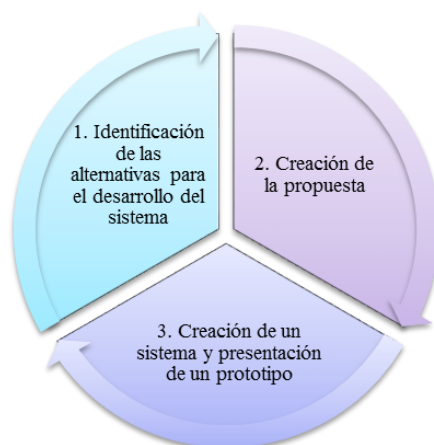 1. Identificación
de las
alternativas para
el desarrollo del
sistema
2. Creación de
la propuesta
3. Creación de un
sistema y presentación
de un prototipo